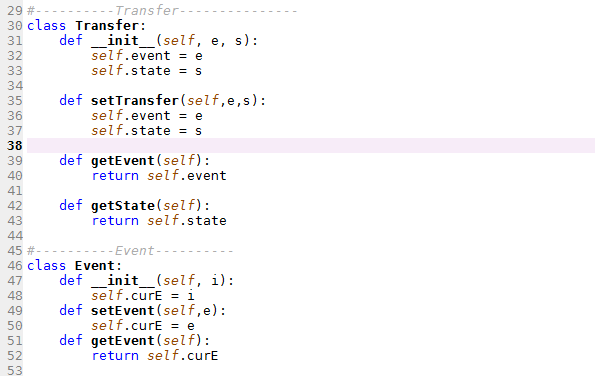 29 #----------Transfer---------------
30 class Transfer:
31     def __init__(self, e, s):
32         self.event = e
33         self.state = s
34
35     def setTransfer(self,e,s):
36         self.event = e
37         self.state = s
38
39     def getEvent(self):
40         return self.event
41
42     def getState(self):
43         return self.state
44
45 #----------Event----------
46 class Event:
47     def __init__(self, i):
48         self.curE = i
49     def setEvent(self,e):
50         self.curE = e
51     def getEvent(self):
52         return self.curE
53